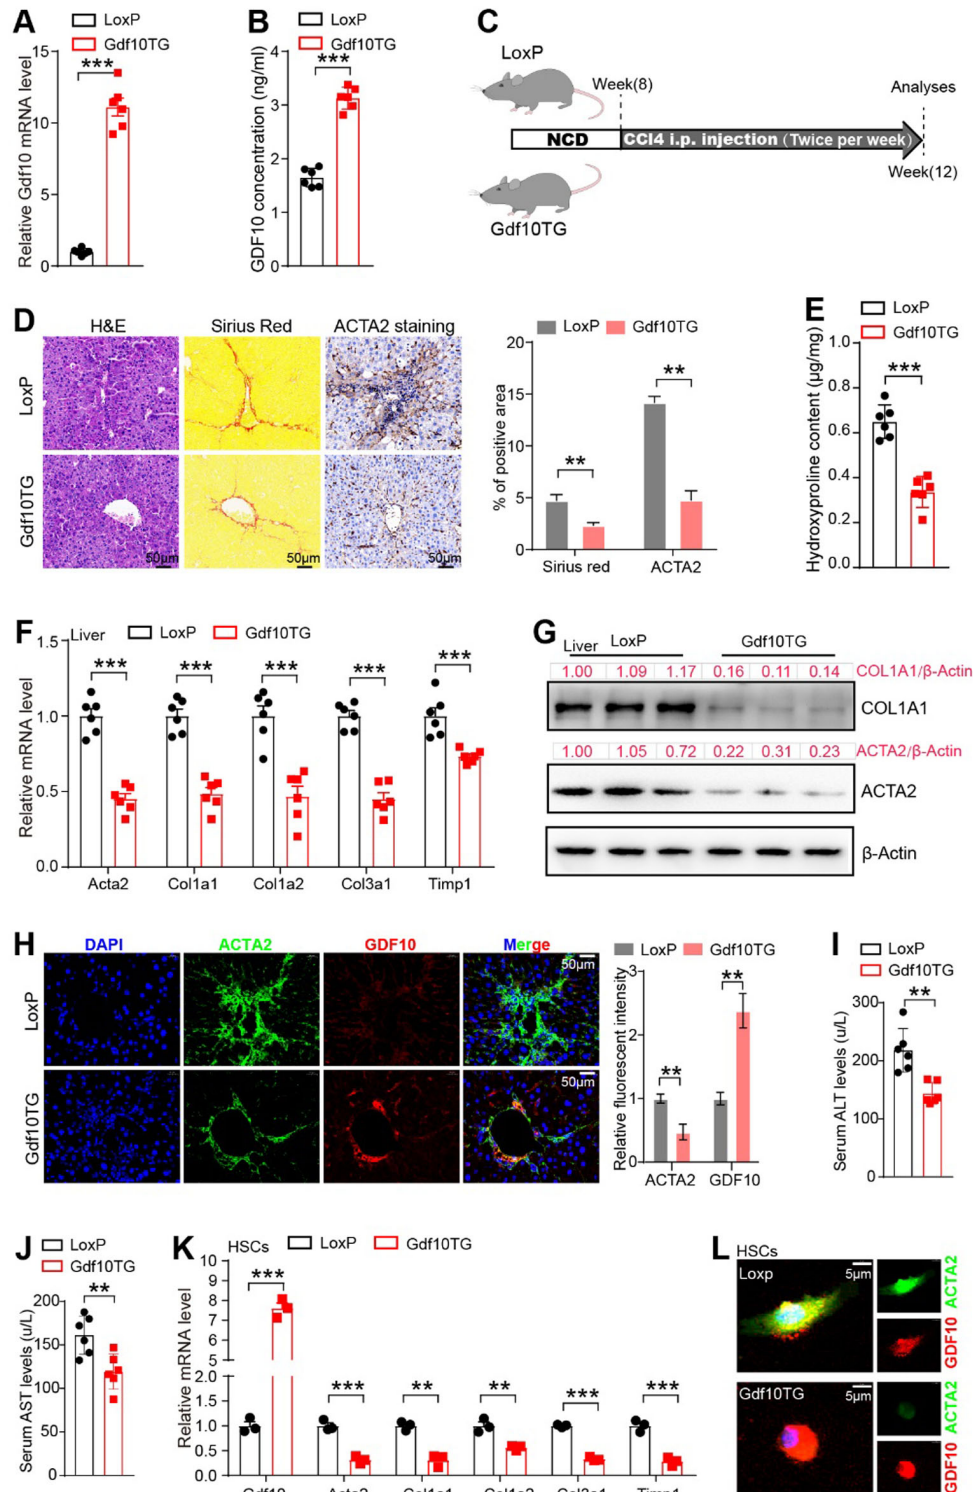 A
LoxP
Gdf10TG
Relative Gdf10 mRNA level
15
10
5
0
***
B
LoxP
Gdf10TG
GDF10 concentration (ng/ml)
4
3
2
1
0
***
C
LoxP
Week(8)
Analyses
NCD
CCl4 i.p. injection (Twice per week)
Week(12)
Gdf10TG
D
H&E
Sirius Red
ACTA2 staining
LoxP
Gdf10TG
50μm
50μm
50μm
LoxP
Gdf10TG
% of positive area
20
15
10
5
0
**
**
Sirius red
ACTA2
E
LoxP
Gdf10TG
Hydroxyproline content (μg/mg)
1.0
0.8
0.6
0.4
0.2
0.0
***
F
Liver
LoxP
Gdf10TG
Relative mRNA level
1.5
1.0
0.5
0.0
***
***
***
***
***
Acta2
Col1a1
Col1a2
Col3a1
Timp1
G
Liver
LoxP
Gdf10TG
1.00 1.09 1.17 0.16 0.11 0.14 COL1A1/β-Actin
COL1A1
1.00 1.05 0.72 0.22 0.31 0.23 ACTA2/β-Actin
ACTA2
β-Actin
H
DAPI
ACTA2
GDF10
Merge
LoxP
Gdf10TG
50μm
50μm
LoxP
Gdf10TG
Relative fluorescent intensity
3
2
1
0
**
**
ACTA2
GDF10
I
LoxP
Gdf10TG
Serum ALT levels (u/L)
300
200
100
0
**
J
LoxP
Gdf10TG
Serum AST levels (u/L)
200
150
100
50
0
**
K
HSCs
LoxP
Gdf10TG
Relative mRNA level
10
9
8
7
6
5
2.0
1.5
1.0
0.5
0.0
***
***
**
**
***
***
L
HSCs
Loxp
5μm
ACTA2
GDF10
Gdf10TG
5μm
ACTA2
GDF10